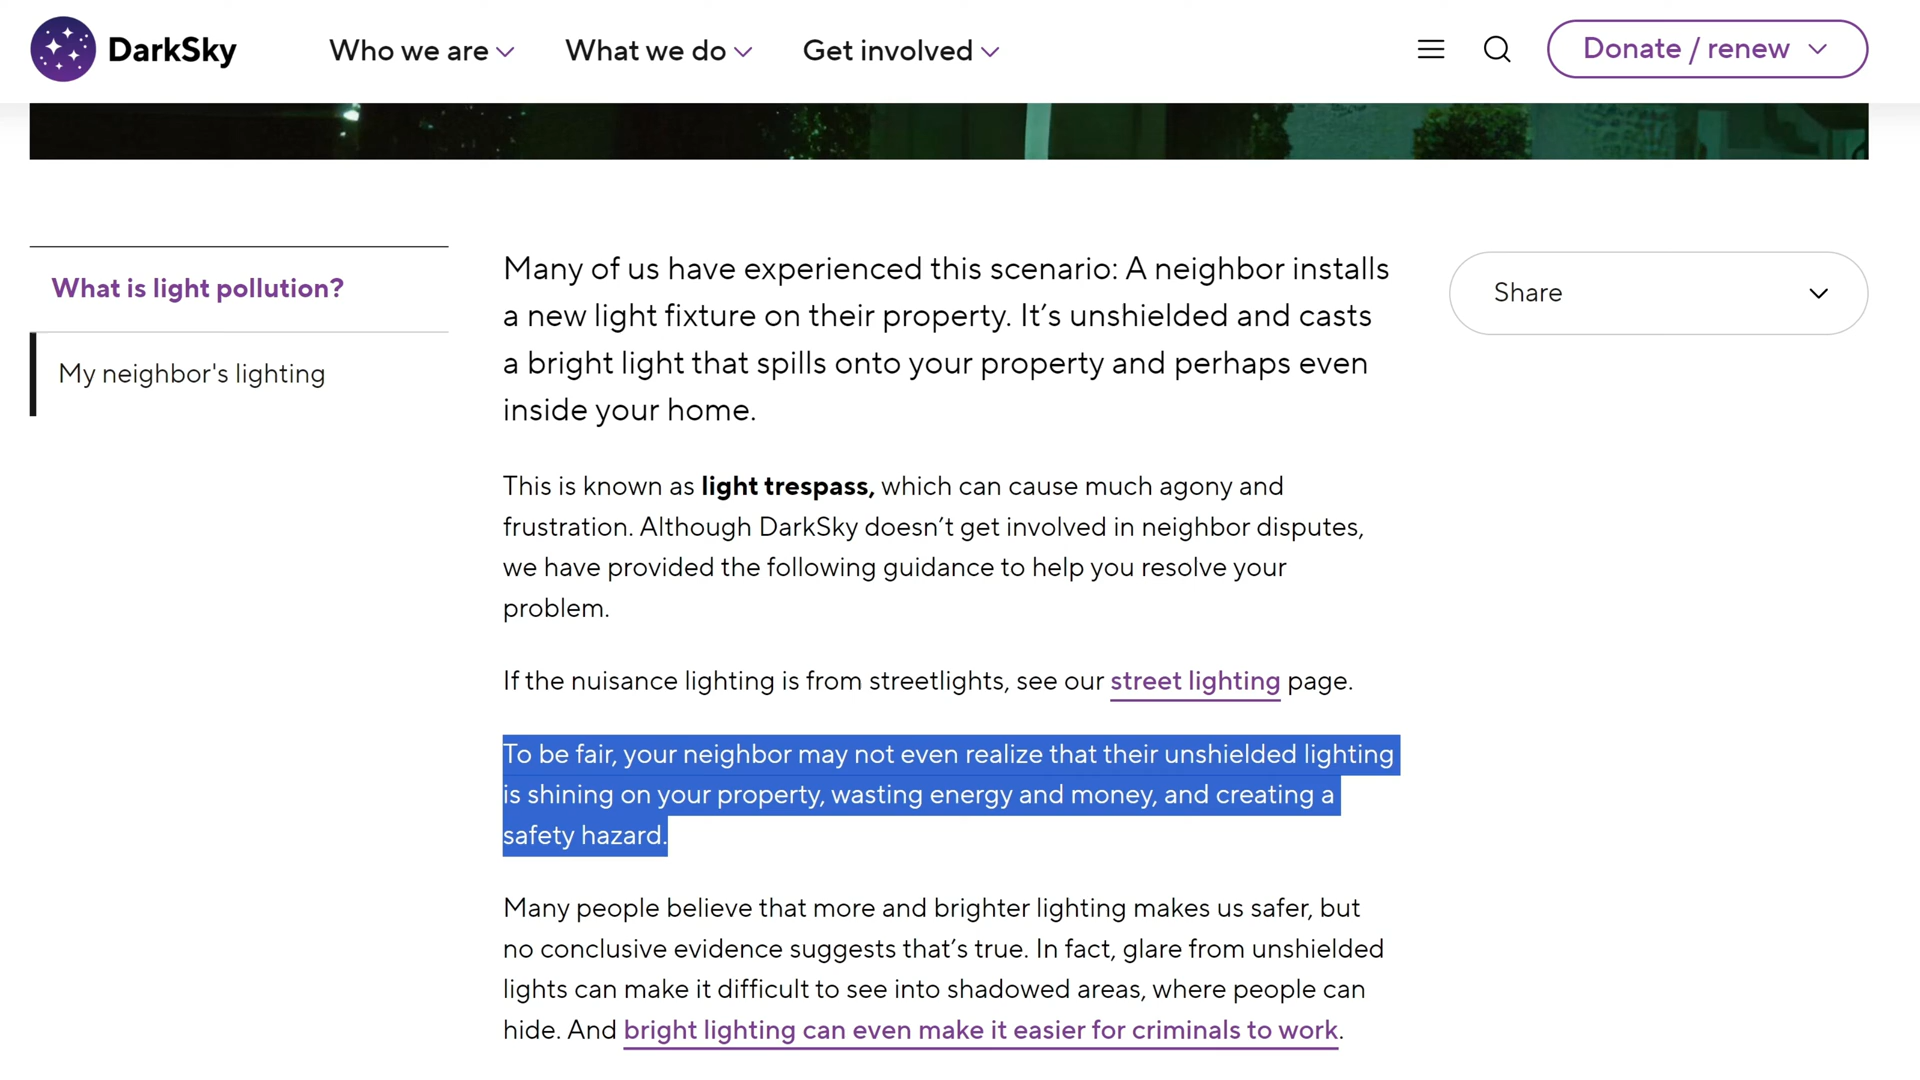 DarkSky
Who we are
What we do
Get involved
Donate / renew
What is light pollution?
My neighbor's lighting
Many of us have experienced this scenario: A neighbor installs
a new light fixture on their property. It’s unshielded and casts
a bright light that spills onto your property and perhaps even
inside your home.
This is known as light trespass, which can cause much agony and
frustration. Although DarkSky doesn’t get involved in neighbor disputes,
we have provided the following guidance to help you resolve your
problem.
If the nuisance lighting is from streetlights, see our street lighting page.
To be fair, your neighbor may not even realize that their unshielded lighting
is shining on your property, wasting energy and money, and creating a
safety hazard.
Many people believe that more and brighter lighting makes us safer, but
no conclusive evidence suggests that’s true. In fact, glare from unshielded
lights can make it difficult to see into shadowed areas, where people can
hide. And bright lighting can even make it easier for criminals to work.
Share